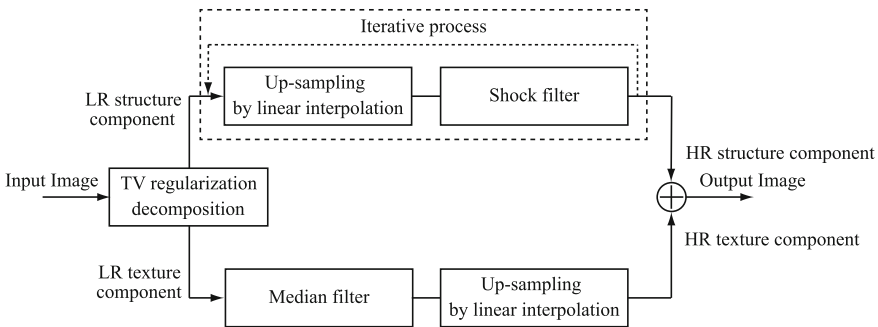 Iterative process
Up-sampling
by linear interpolation
Shock filter
LR structure
component
HR structure component
Input Image
TV regularization
decomposition
Output Image
HR texture component
LR texture
component
Median filter
Up-sampling
by linear interpolation